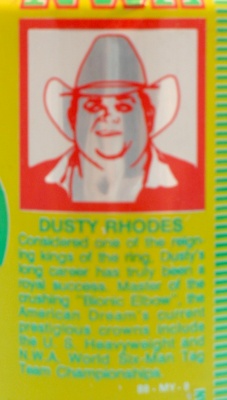 NWA
DUSTY RHODES
Considered one of the reign-
ing kings of the ring, Dusty's
long career has truly been a
royal success. Master of the
crushing "Bionic Elbow", the
American Dream's current
prestigious crowns include
the U. S. Heavyweight and
N.W.A. World Six-Man Tag
Team Championships.